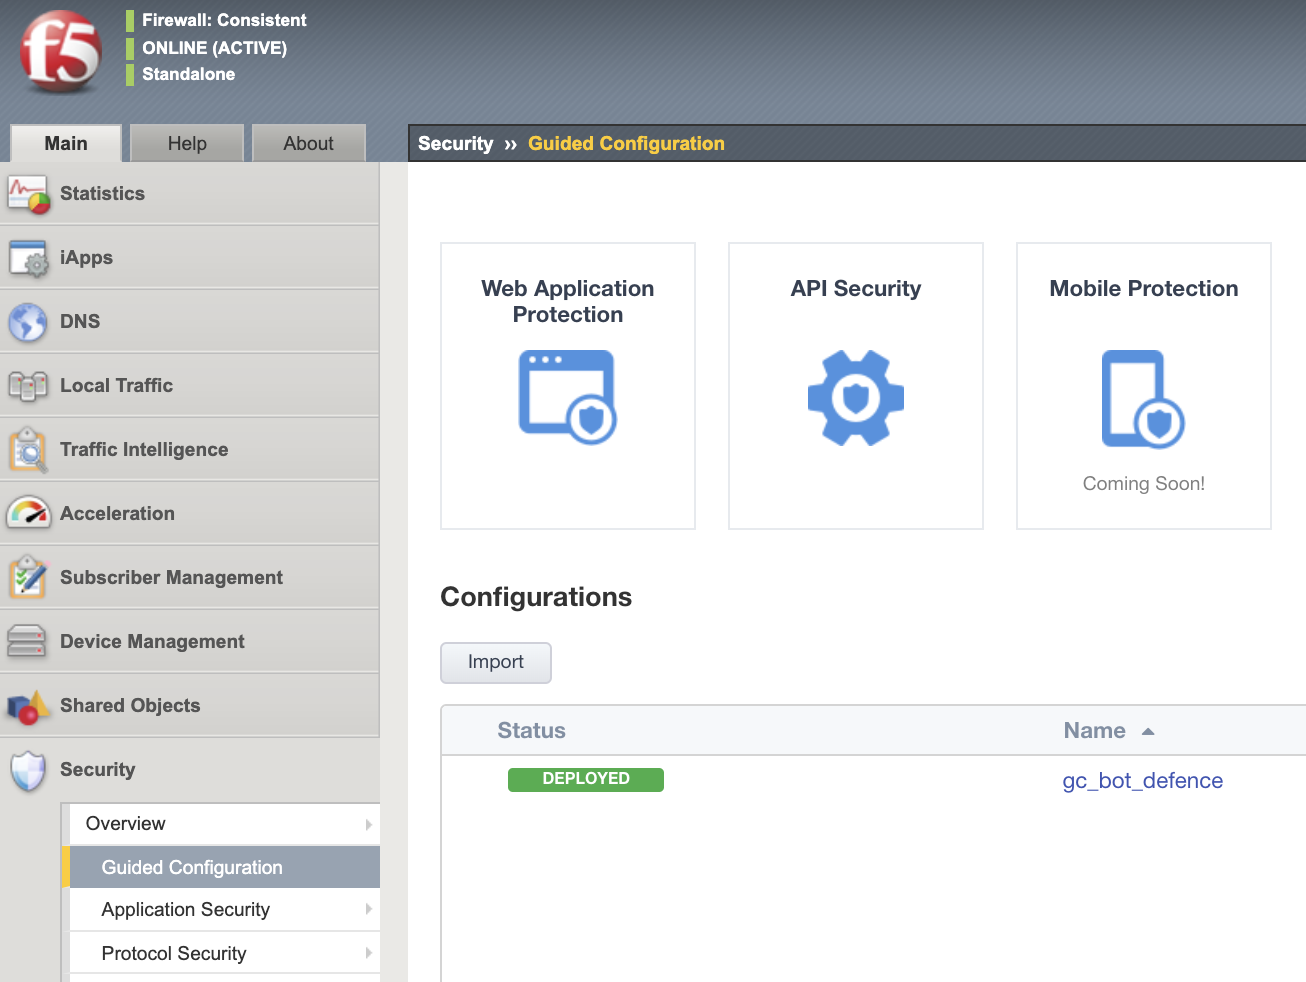 f5
Firewall: Consistent
ONLINE (ACTIVE)
Standalone
Main
Help
About
Security ›› Guided Configuration
Statistics
iApps
DNS
Local Traffic
Traffic Intelligence
Acceleration
Subscriber Management
Device Management
Shared Objects
Security
Overview
Guided Configuration
Application Security
Protocol Security
Web Application
Protection
API Security
Mobile Protection
Coming Soon!
Configurations
Import
Status
Name
DEPLOYED
gc_bot_defence